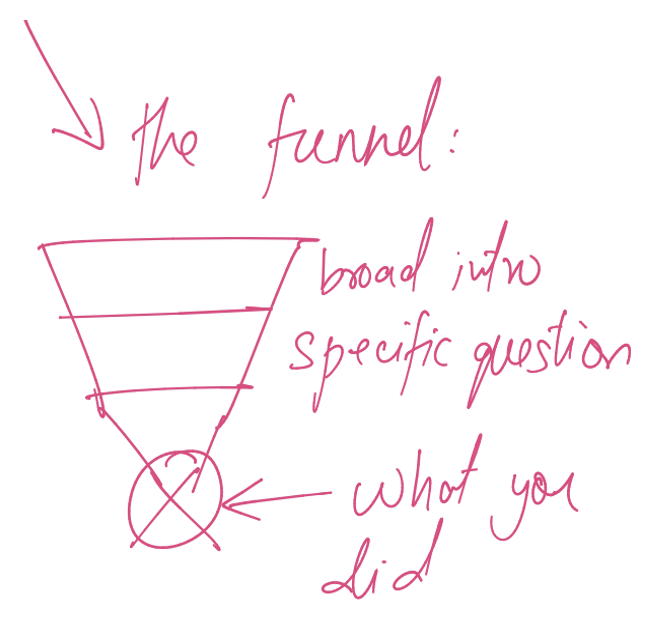 the funnel:
broad intro
specific question
what you
did